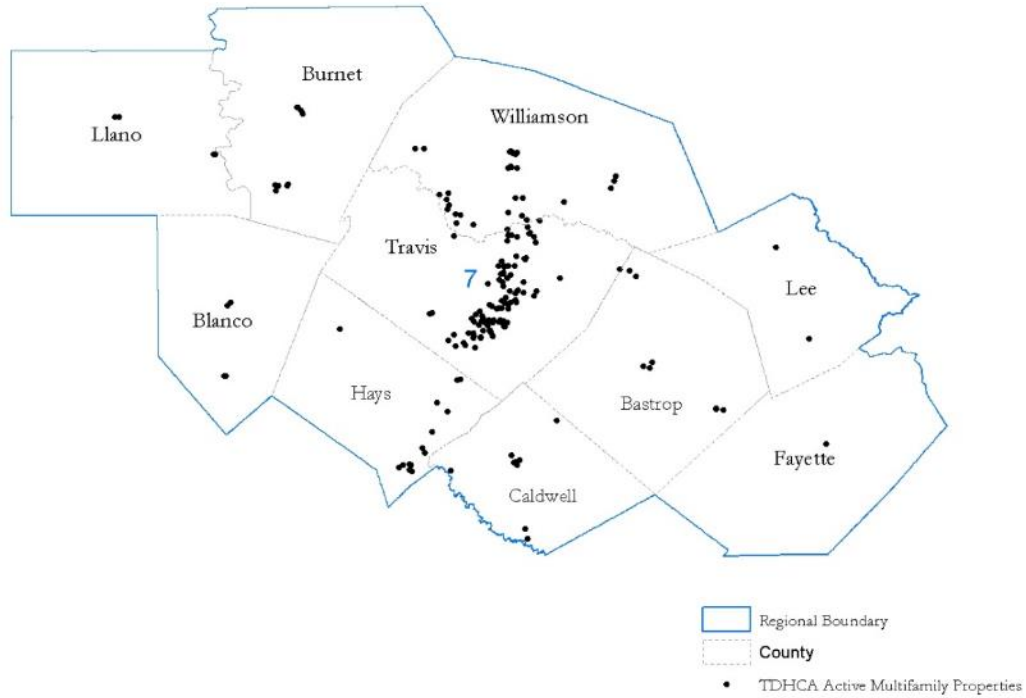 Burnet
Williamson
Llano
Travis
7
Lee
Blanco
Hays
Bastrop
Fayette
Caldwell
Regional Boundary
County
TDHCA Active Multifamily Properties